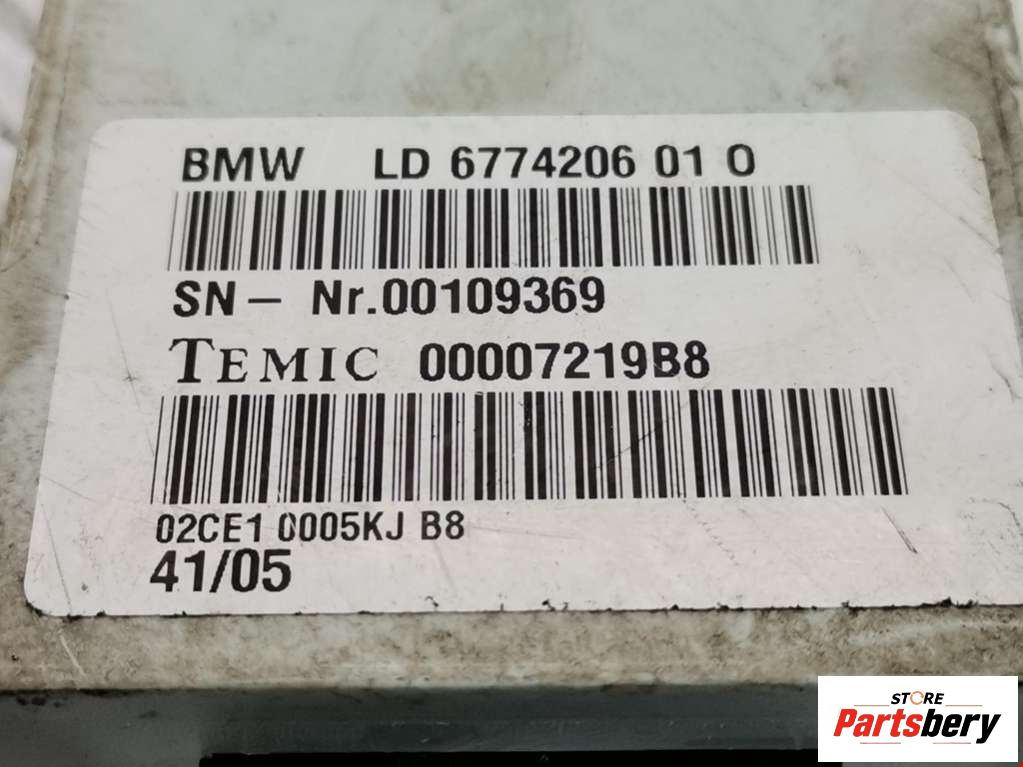 BMW LD 6774206 01 0
SN- Nr.00109369
TEMIC 00007219B8
02CE1 0005KJ B8
41/05
STORE
Partsbery